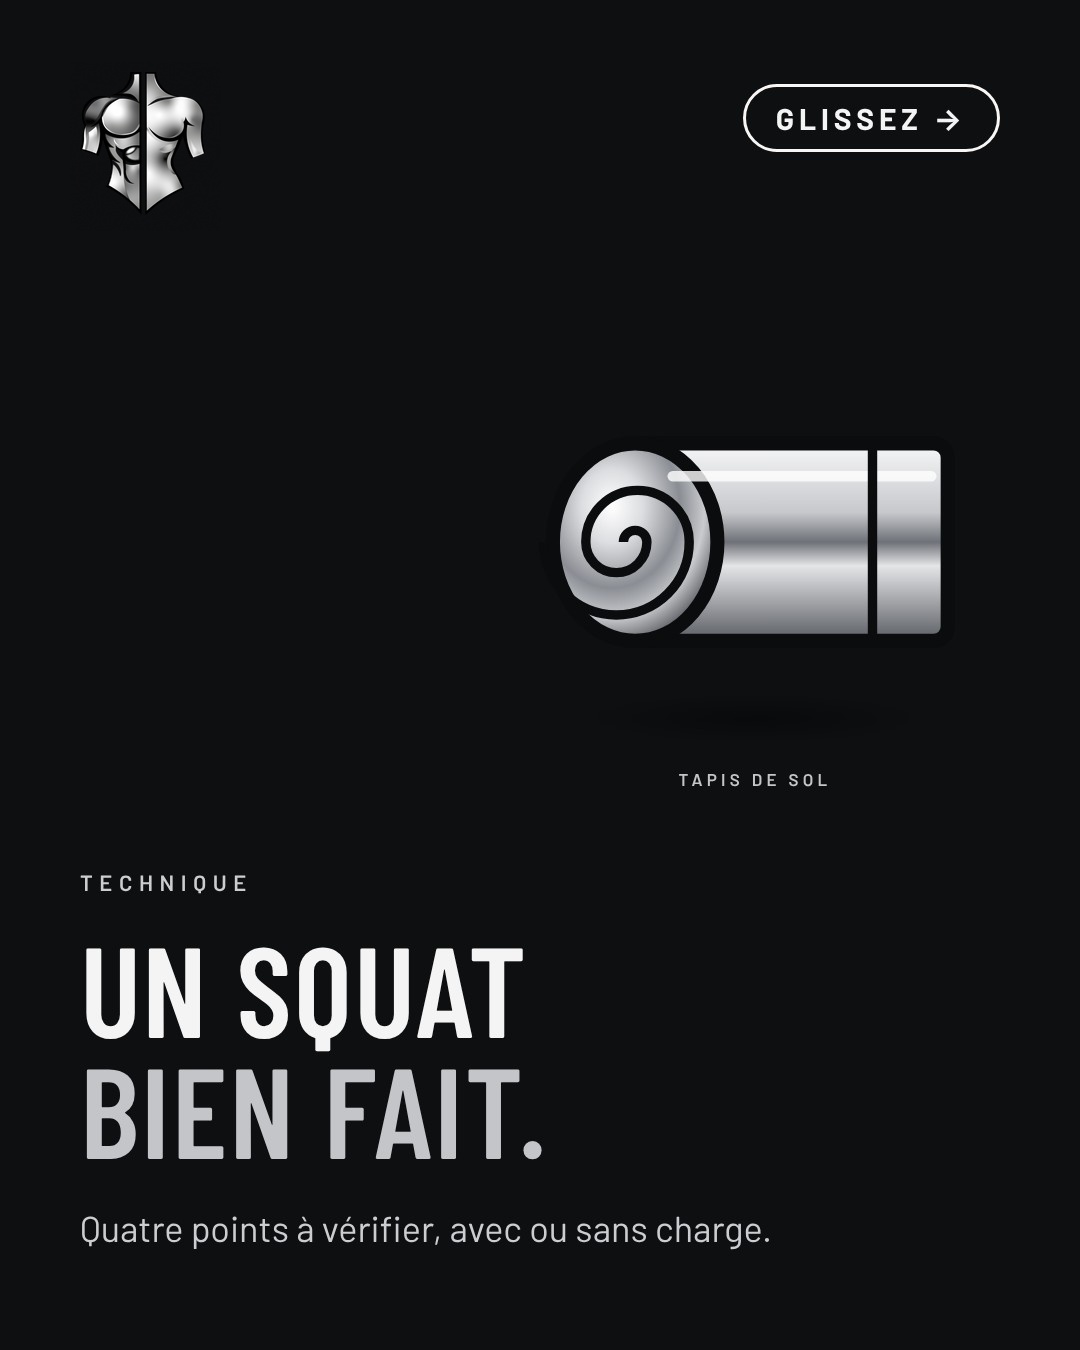 GLISSEZ →
TAPIS DE SOL
TECHNIQUE
UN SQUAT
BIEN FAIT.
Quatre points à vérifier, avec ou sans charge.